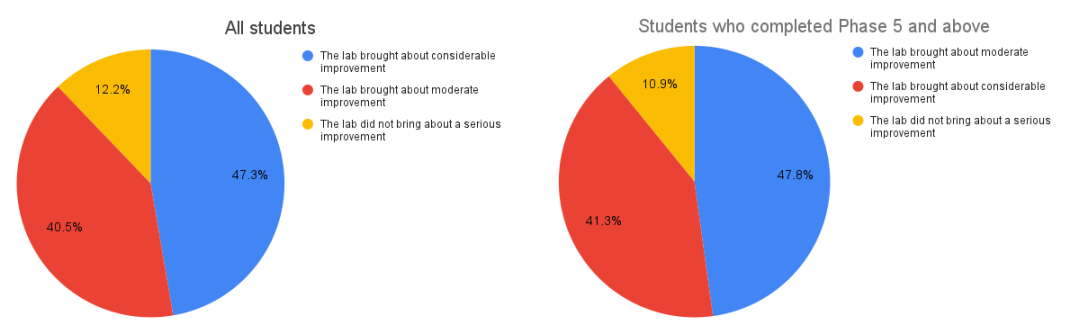 All students
The lab brought about considerable
improvement
The lab brought about moderate
improvement
The lab did not bring about a serious
improvement
12.2%
47.3%
40.5%
Students who completed Phase 5 and above
The lab brought about moderate
improvement
The lab brought about considerable
improvement
The lab did not bring about a serious
improvement
10.9%
47.8%
41.3%